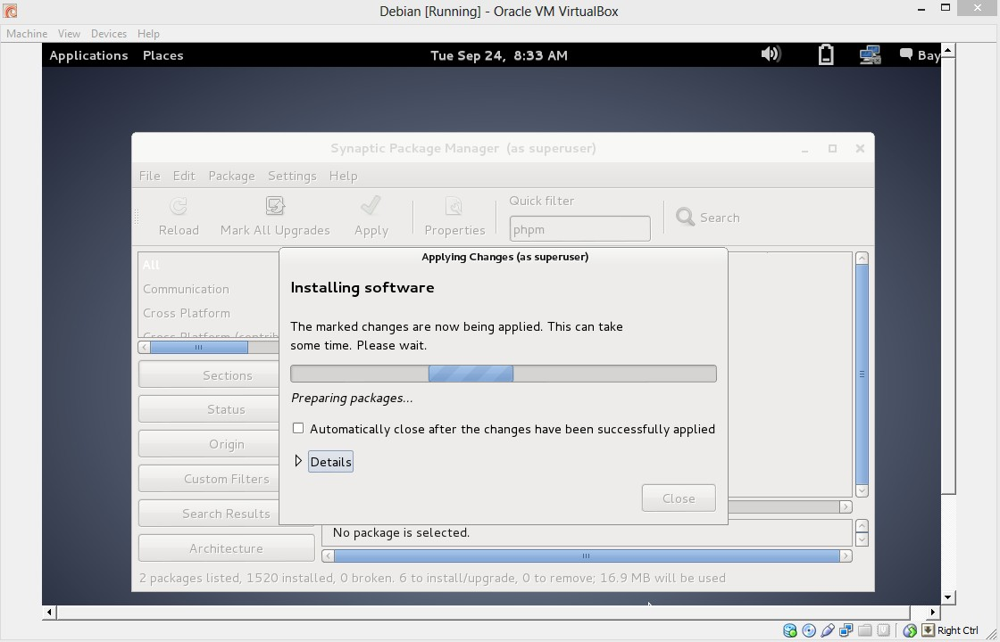 Debian [Running] - Oracle VM VirtualBox
Machine View Devices Help
Applications Places Tue Sep 24, 8:33 AM Bay
Synaptic Package Manager (as superuser)
File Edit Package Settings Help
Reload Mark All Upgrades Apply Properties Quick filter Search
phpm
All
Communication
Cross Platform
Cross Platform (contrib
Sections
Status
Origin
Custom Filters
Search Results
Architecture
Applying Changes (as superuser)
Installing software
The marked changes are now being applied. This can take
some time. Please wait.
Preparing packages...
Automatically close after the changes have been successfully applied
Details
Close
No package is selected.
2 packages listed, 1520 installed, 0 broken. 6 to install/upgrade, 0 to remove; 16.9 MB will be used
Right Ctrl